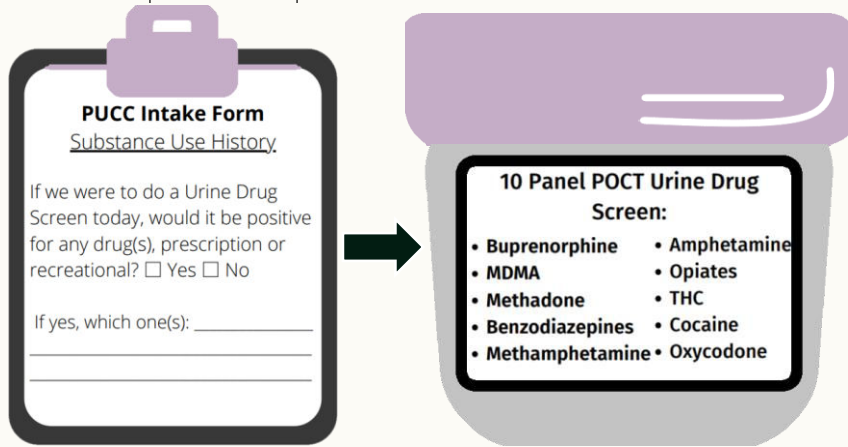 PUCC Intake Form
Substance Use History
If we were to do a Urine Drug
Screen today, would it be positive
for any drug(s), prescription or
recreational? ☐ Yes ☐ No
If yes, which one(s): _____________
10 Panel POCT Urine Drug
Screen:
• Buprenorphine
• MDMA
• Methadone
• Benzodiazepines
• Methamphetamine
• Amphetamine
• Opiates
• THC
• Cocaine
• Oxycodone